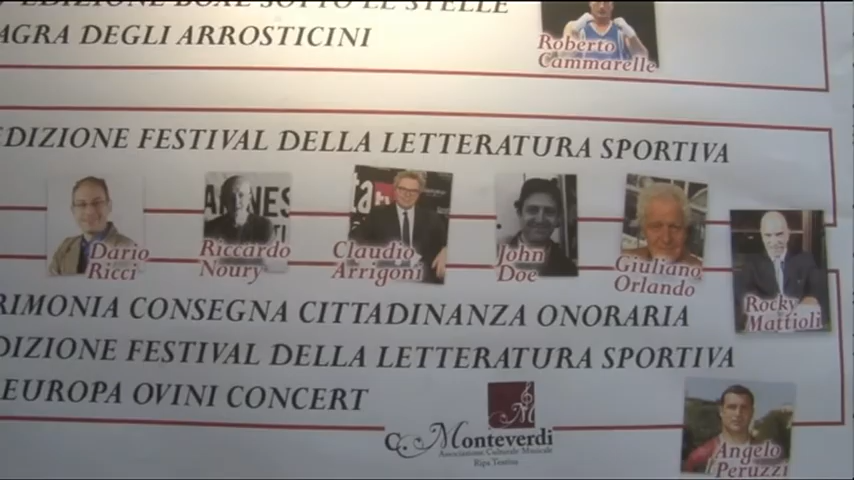 EDIZIONE BOXE SOTTO LE STELLE
AGRA DEGLI ARROSTICINI
Roberto
Cammarelle
EDIZIONE FESTIVAL DELLA LETTERATURA SPORTIVA
Dario
Ricci
Riccardo
Noury
Claudio
Arrigoni
John
Doe
Giuliano
Orlando
Rocky
Mattioli
RIMONIA CONSEGNA CITTADINANZA ONORARIA
DIZIONE FESTIVAL DELLA LETTERATURA SPORTIVA
EUROPA OVINI CONCERT
C. Monteverdi
Associazione Culturale Musicale
Ripa Teatina
Angelo
Peruzzi